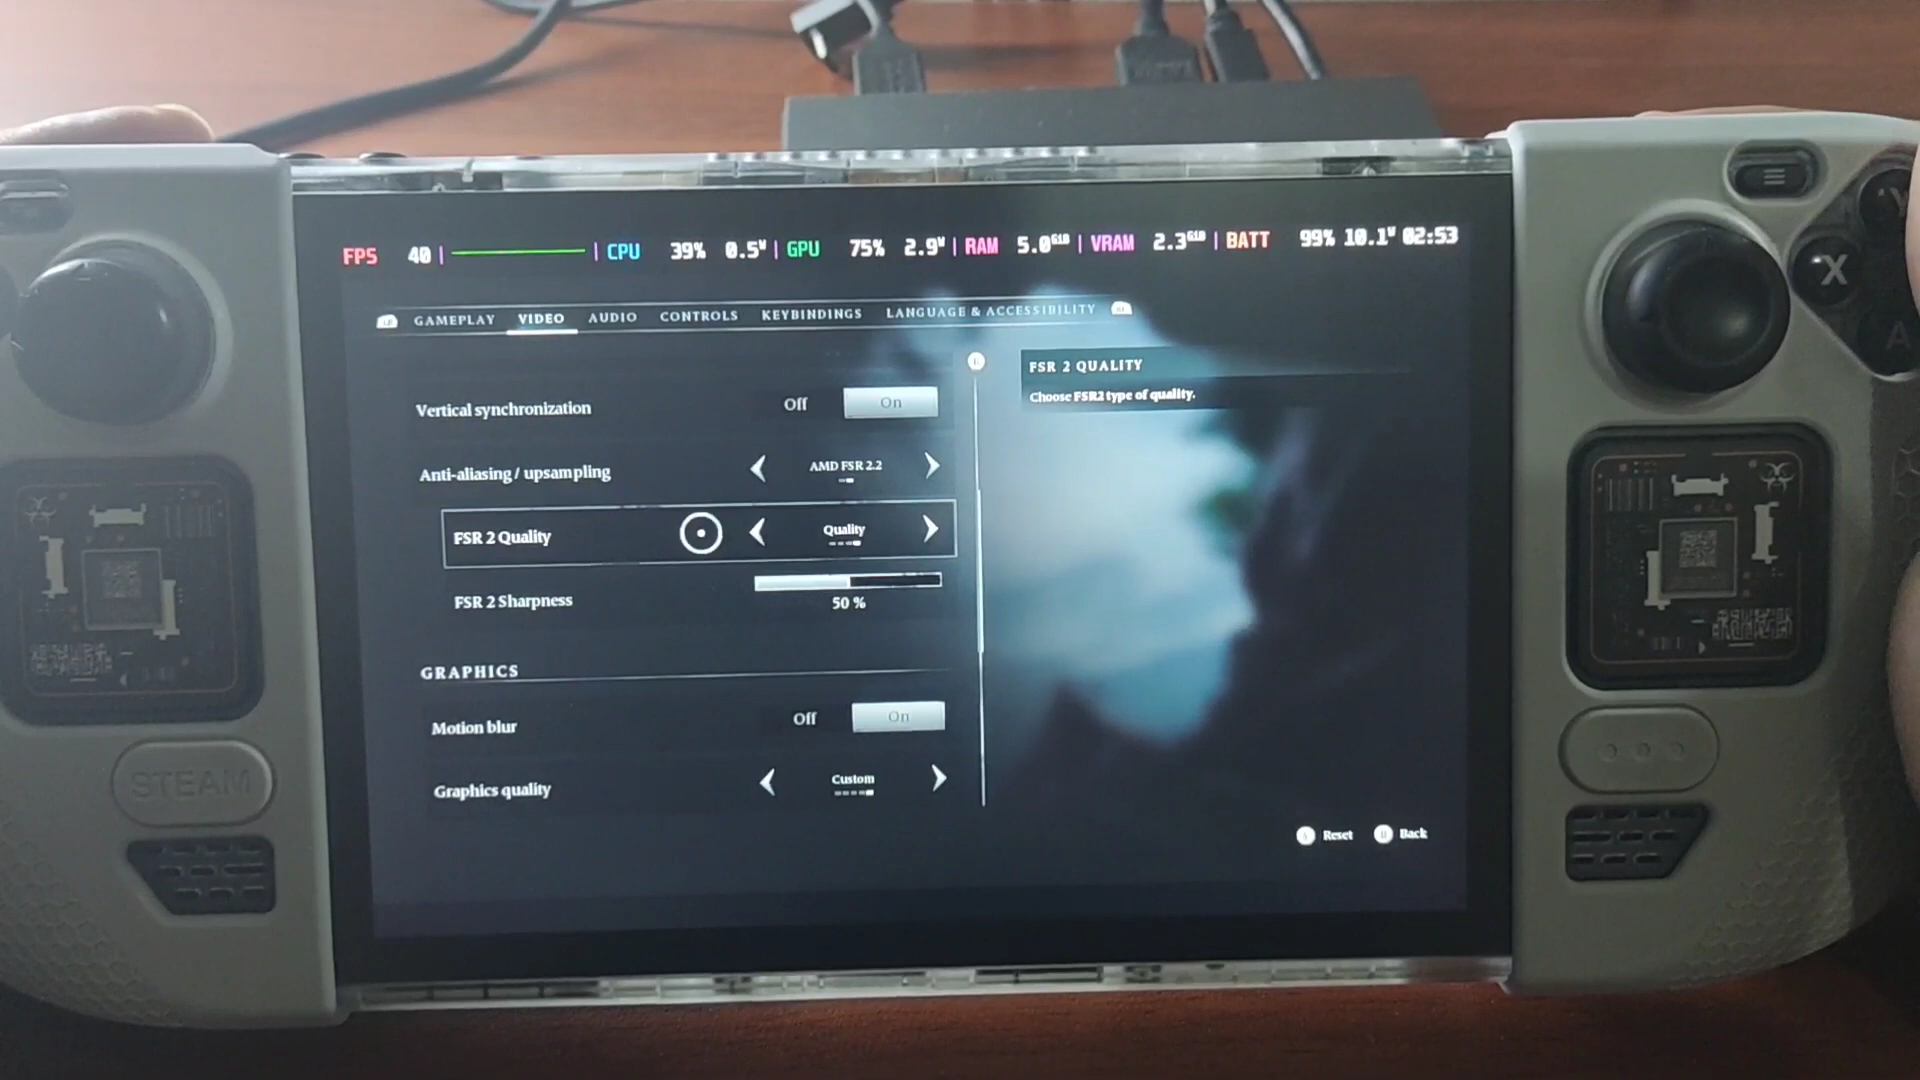 FPS 40 | | CPU 39% 0.5W | GPU 75% 2.9W | RAM 5.0GiB | VRAM 2.3GiB | BATT 99% 10.1W 02:53
GAMEPLAY VIDEO AUDIO CONTROLS KEYBINDINGS LANGUAGE & ACCESSIBILITY
Vertical synchronization Off On
Anti-aliasing / upsampling AMD FSR 2.2
FSR 2 Quality Quality
FSR 2 Sharpness 50 %
GRAPHICS
Motion blur Off On
Graphics quality Custom
FSR 2 QUALITY
Choose FSR2 type of quality.
Reset Back
STEAM
Y
X
A